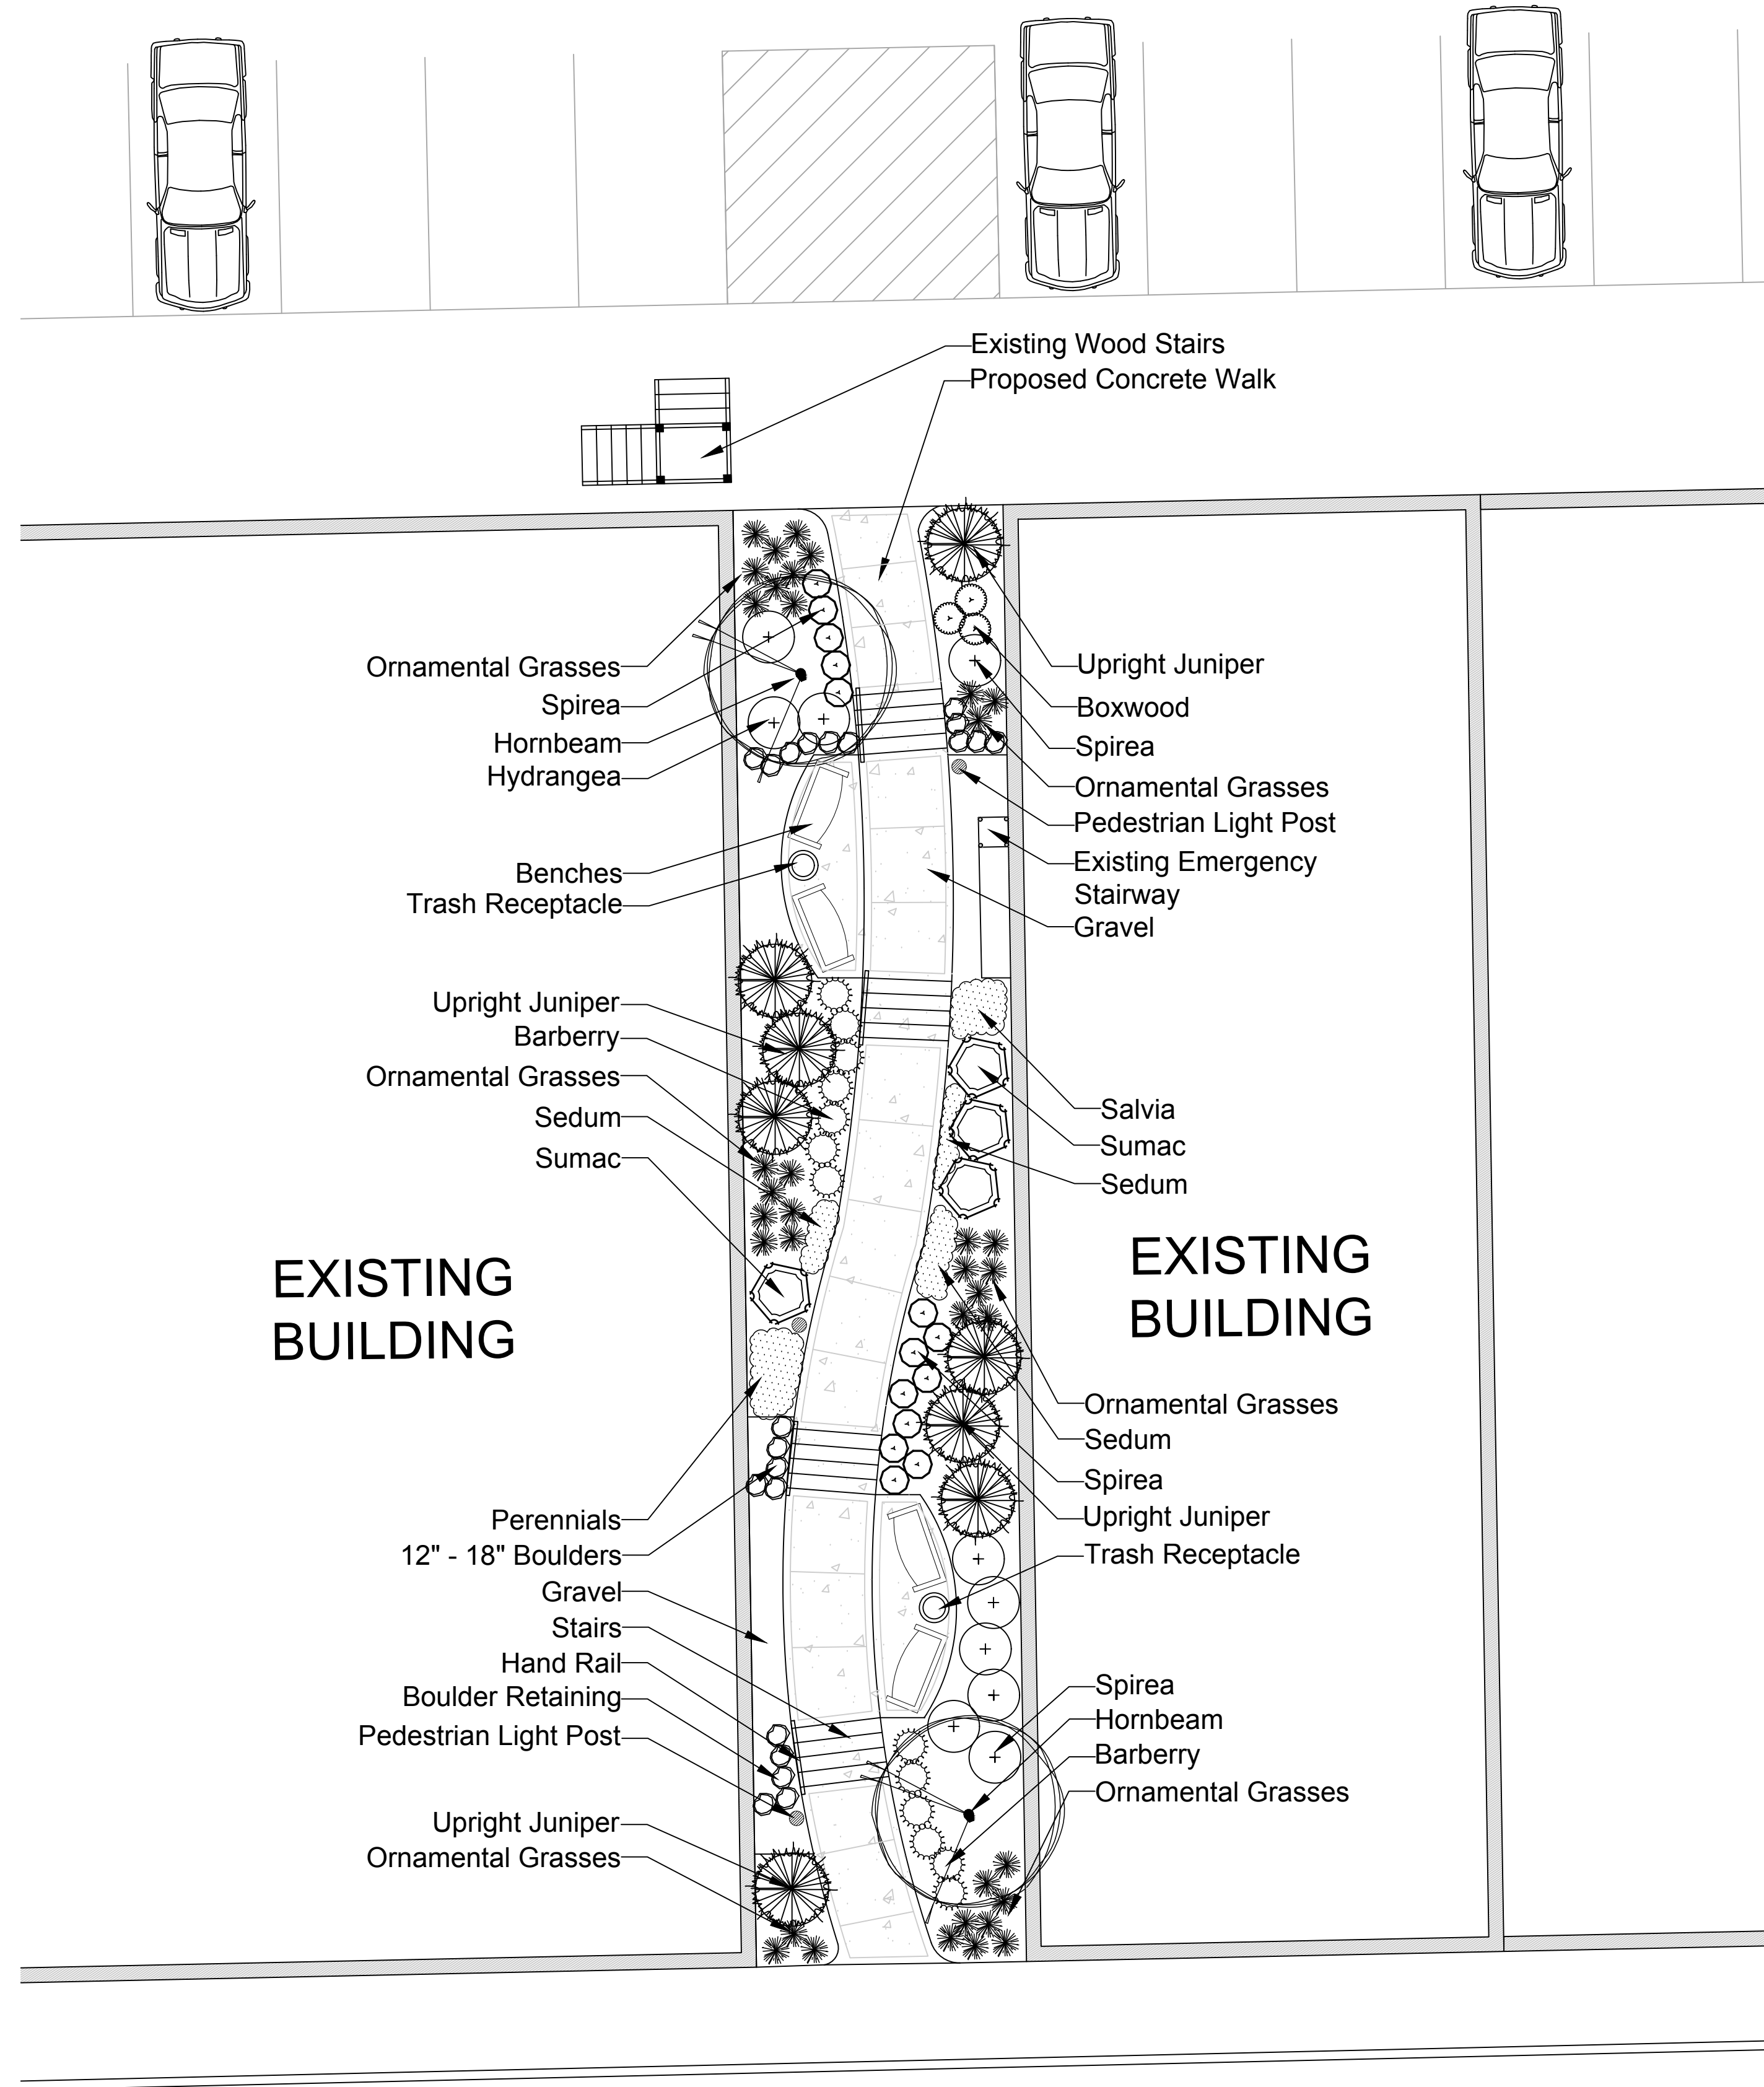 Existing Wood Stairs
Proposed Concrete Walk
Ornamental Grasses
Spirea
Hornbeam
Hydrangea
Benches
Trash Receptacle
Upright Juniper
Boxwood
Spirea
Ornamental Grasses
Pedestrian Light Post
Existing Emergency
Stairway
Gravel
Upright Juniper
Barberry
Ornamental Grasses
Sedum
Sumac
Salvia
Sumac
Sedum
EXISTING
BUILDING
EXISTING
BUILDING
Perennials
12" - 18" Boulders
Gravel
Stairs
Hand Rail
Boulder Retaining
Pedestrian Light Post
Upright Juniper
Ornamental Grasses
Ornamental Grasses
Sedum
Spirea
Upright Juniper
Trash Receptacle
Spirea
Hornbeam
Barberry
Ornamental Grasses